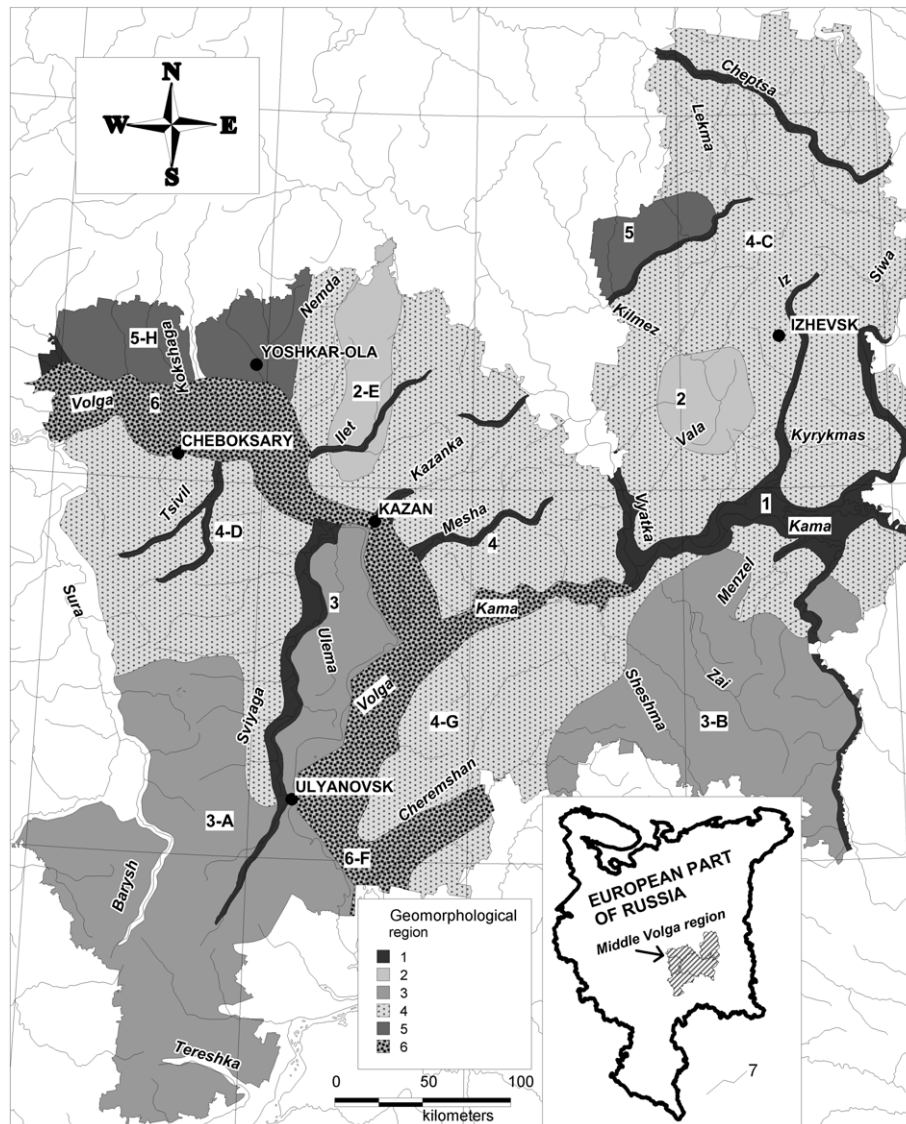 N
W E
S
Cheptsa
Lekma
5
4-C
Siwa
Iz
Kilmez
IZHEVSK
Nemda
5-H
Kokshaga
YOSHKAR-OLA
Volga
6
2-E
2
Ilet
Vala
CHEBOKSARY
Kyrykmas
Kazanka
Tsivil
KAZAN
1
Vyatka
Mesha
Kama
4-D
4
Menzel
Sura
3
Kama
Ulema
Zai
Sviyaga
Volga
Sheshma
3-B
4-G
Cheremshan
ULYANOVSK
3-A
6-F
Barysh
Tereshka
Geomorphological
region
1
2
3
4
5
6
0 50 100
kilometers
EUROPEAN PART
OF RUSSIA
Middle Volga region
7